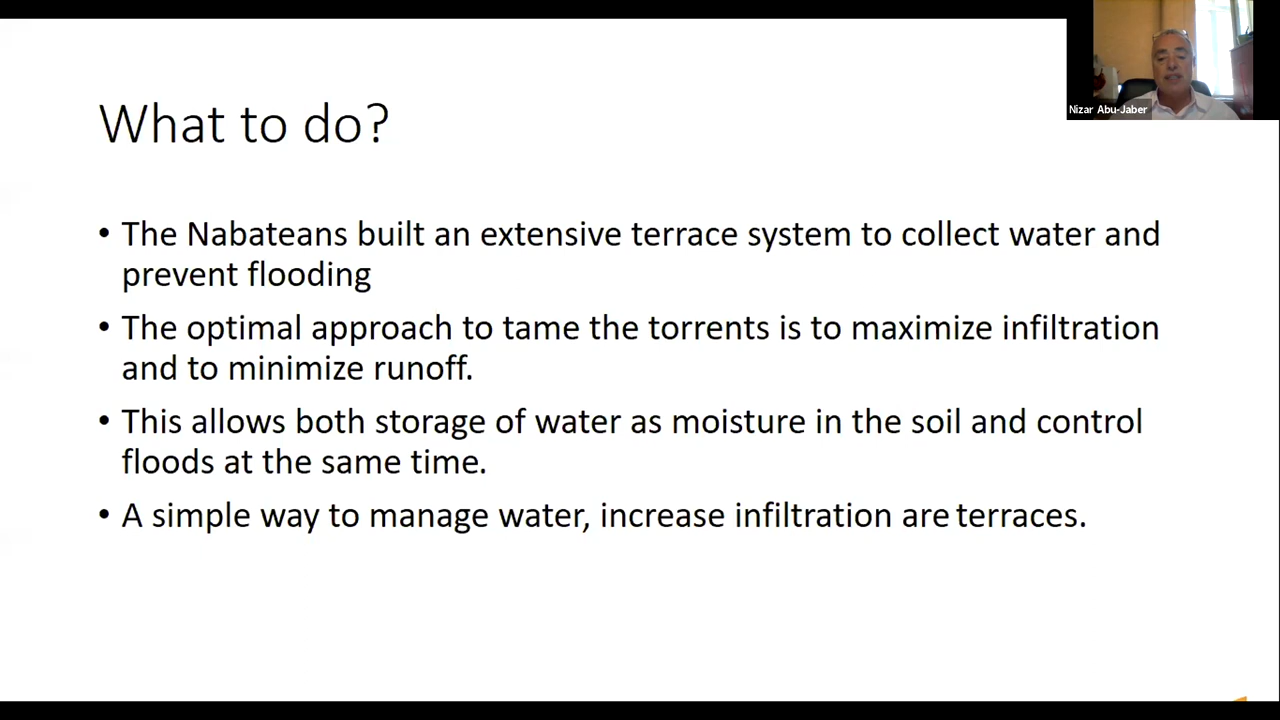 Nizar Abu-Jaber
What to do?
• The Nabateans built an extensive terrace system to collect water and
prevent flooding
• The optimal approach to tame the torrents is to maximize infiltration
and to minimize runoff.
• This allows both storage of water as moisture in the soil and control
floods at the same time.
• A simple way to manage water, increase infiltration are terraces.